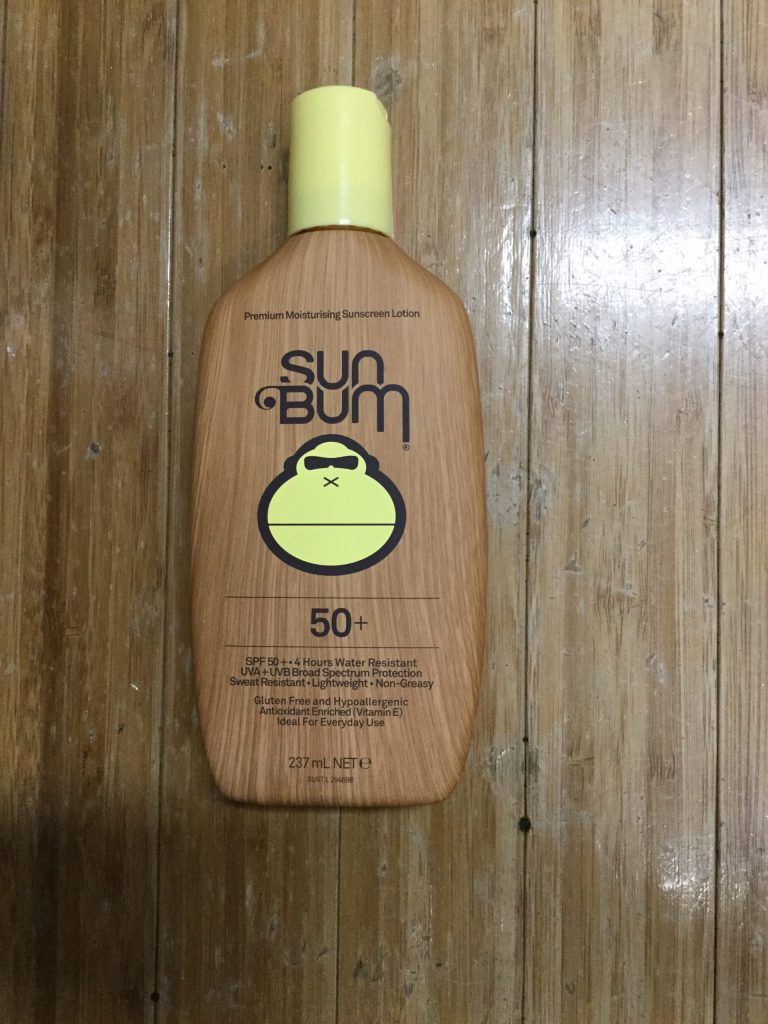 Premium Moisturising Sunscreen Lotion
SUN
BUM
®
50+
SPF 50+ • 4 Hours Water Resistant
UVA + UVB Broad Spectrum Protection
Sweat Resistant • Lightweight • Non-Greasy
Gluten Free and Hypoallergenic
Antioxidant Enriched (Vitamin E)
Ideal For Everyday Use
237 mL NET ℮